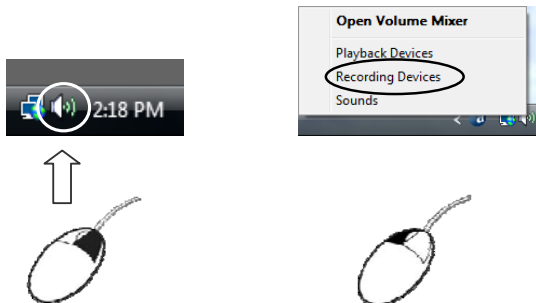 2:18 PM
Open Volume Mixer
Playback Devices
Recording Devices
Sounds